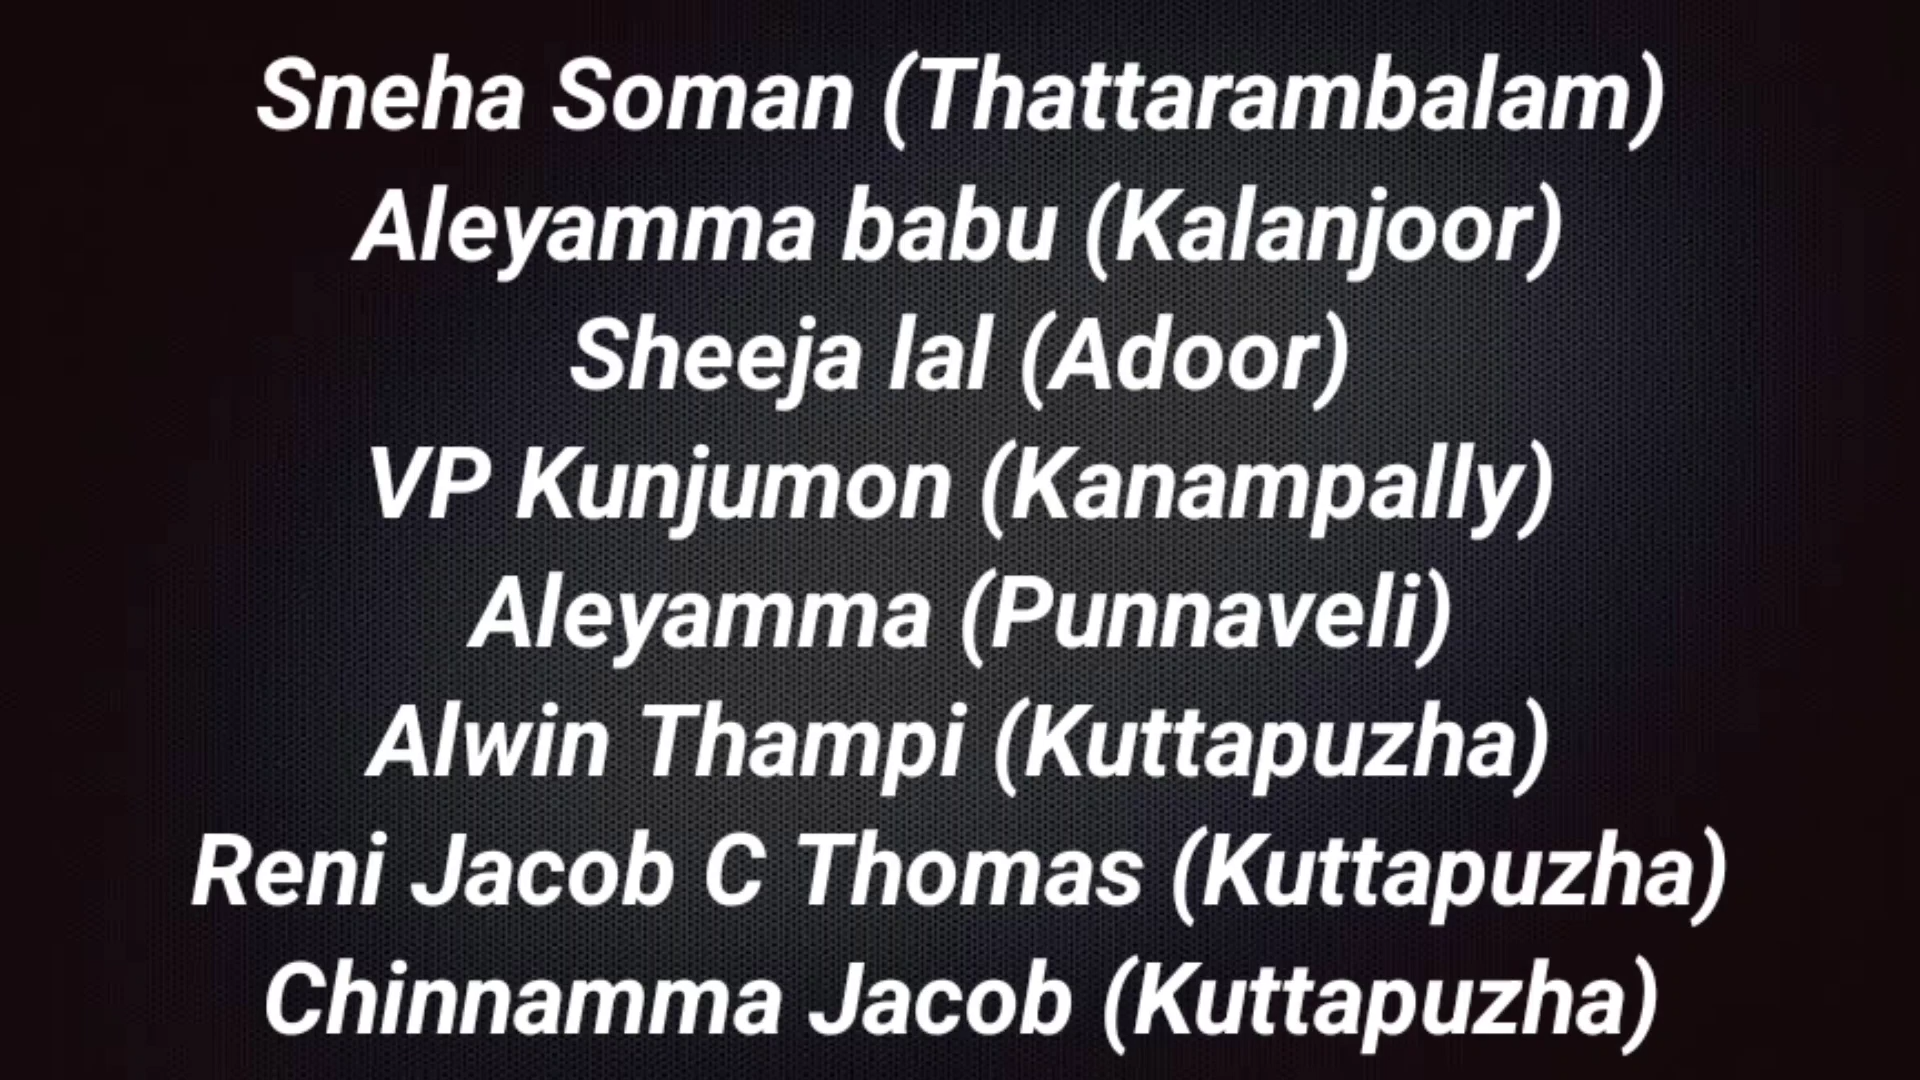 Sneha Soman (Thattarambalam)
Aleyamma babu (Kalanjoor)
Sheeja lal (Adoor)
VP Kunjumon (Kanampally)
Aleyamma (Punnaveli)
Alwin Thampi (Kuttapuzha)
Reni Jacob C Thomas (Kuttapuzha)
Chinnamma Jacob (Kuttapuzha)